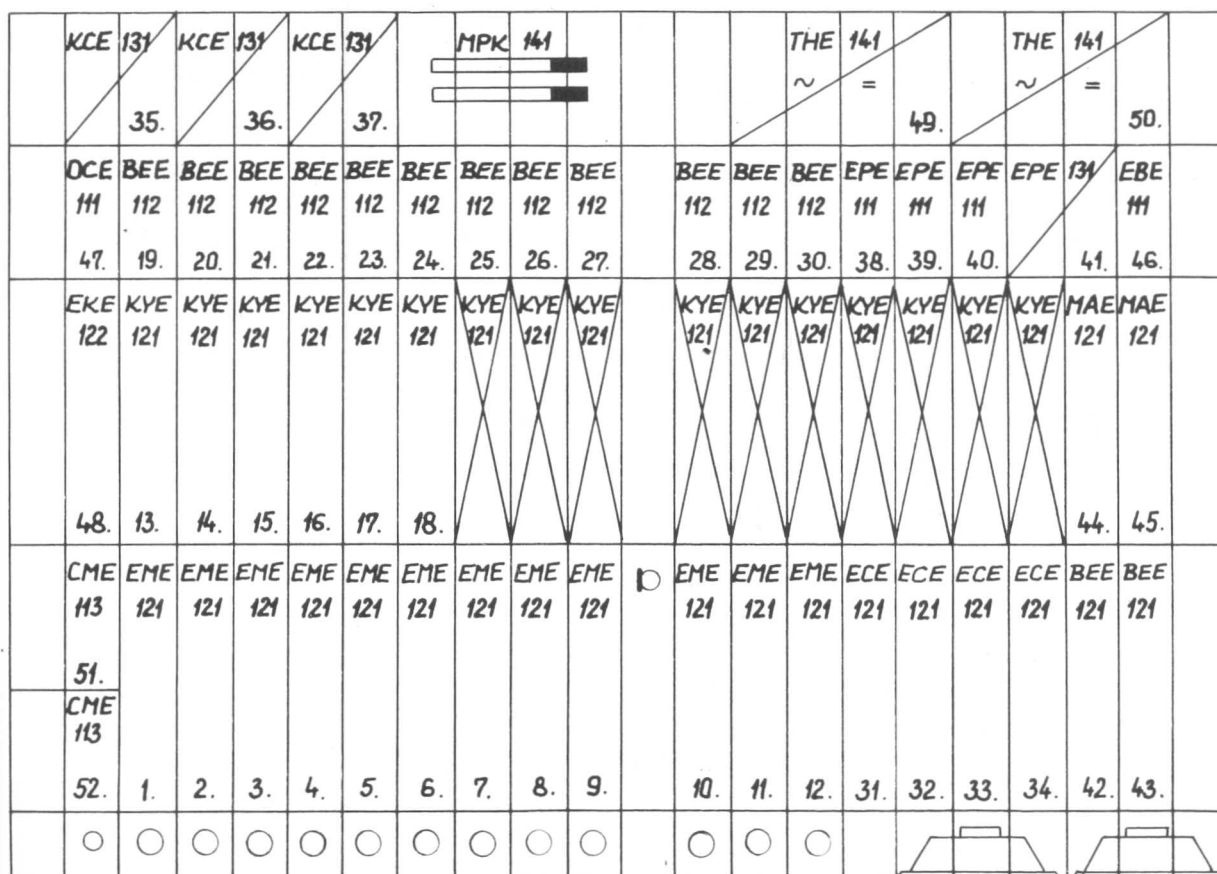 KCE 131 KCE 131 KCE 131 MPK 141 THE 141 THE 141
~ = ~ =
35. 36. 37. 49. 50.
OCE BEE BEE BEE BEE BEE BEE BEE BEE BEE BEE BEE BEE EPE EPE EPE EPE 131 EBE
111 112 112 112 112 112 112 112 112 112 112 112 112 111 111 111 111
47. 19. 20. 21. 22. 23. 24. 25. 26. 27. 28. 29. 30. 38. 39. 40. 41. 46.
EKE KYE KYE KYE KYE KYE KYE KYE KYE KYE KYE KYE KYE KYE KYE KYE KYE MAE MAE
122 121 121 121 121 121 121 121 121 121 121 121 121 121 121 121 121 121 121
48. 13. 14. 15. 16. 17. 18. 44. 45.
CME EME EME EME EME EME EME EME EME EME EME EME EME ECE ECE ECE ECE BEE BEE
113 121 121 121 121 121 121 121 121 121 121 121 121 121 121 121 121 121 121
51.
CME
113
52. 1. 2. 3. 4. 5. 6. 7. 8. 9. 10. 11. 12. 31. 32. 33. 34. 42. 43.